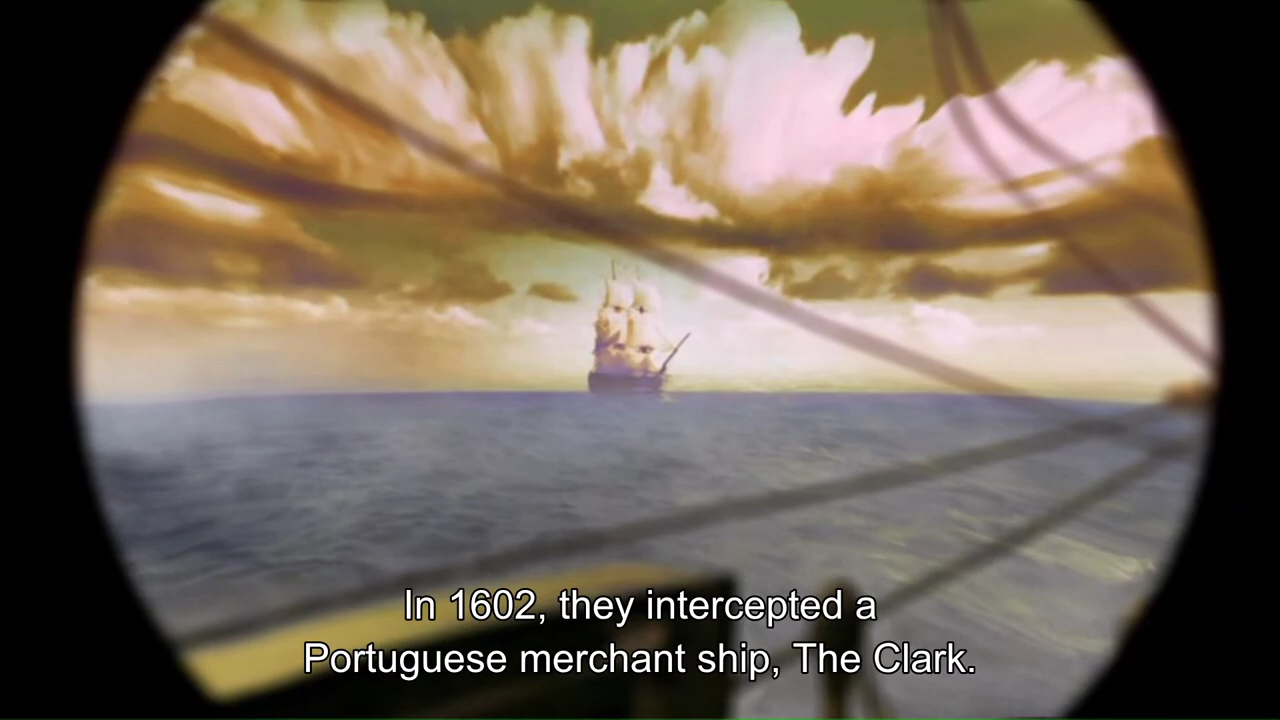 In 1602, they intercepted a
Portuguese merchant ship, The Clark.